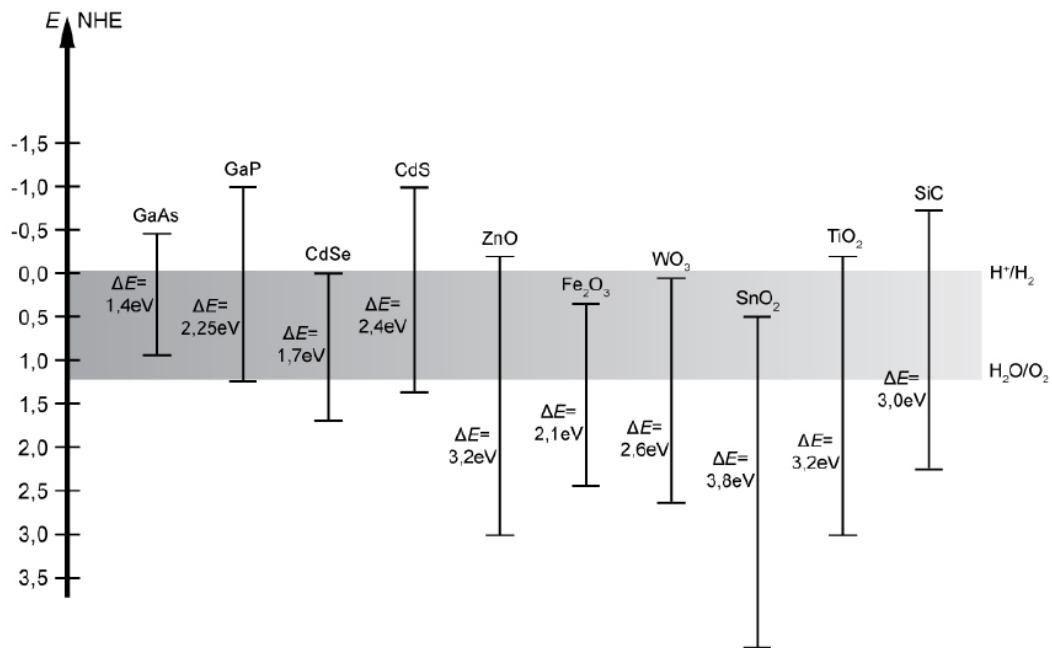 E NHE
-1,5
-1,0
-0,5
0,0
0,5
1,0
1,5
2,0
2,5
3,0
3,5
GaAs
ΔE=
1,4eV
GaP
ΔE=
2,25eV
CdSe
ΔE=
1,7eV
CdS
ΔE=
2,4eV
ZnO
ΔE=
3,2eV
Fe₂O₃
ΔE=
2,1eV
WO₃
ΔE=
2,6eV
SnO₂
ΔE=
3,8eV
TiO₂
ΔE=
3,2eV
SiC
ΔE=
3,0eV
H⁺/H₂
H₂O/O₂